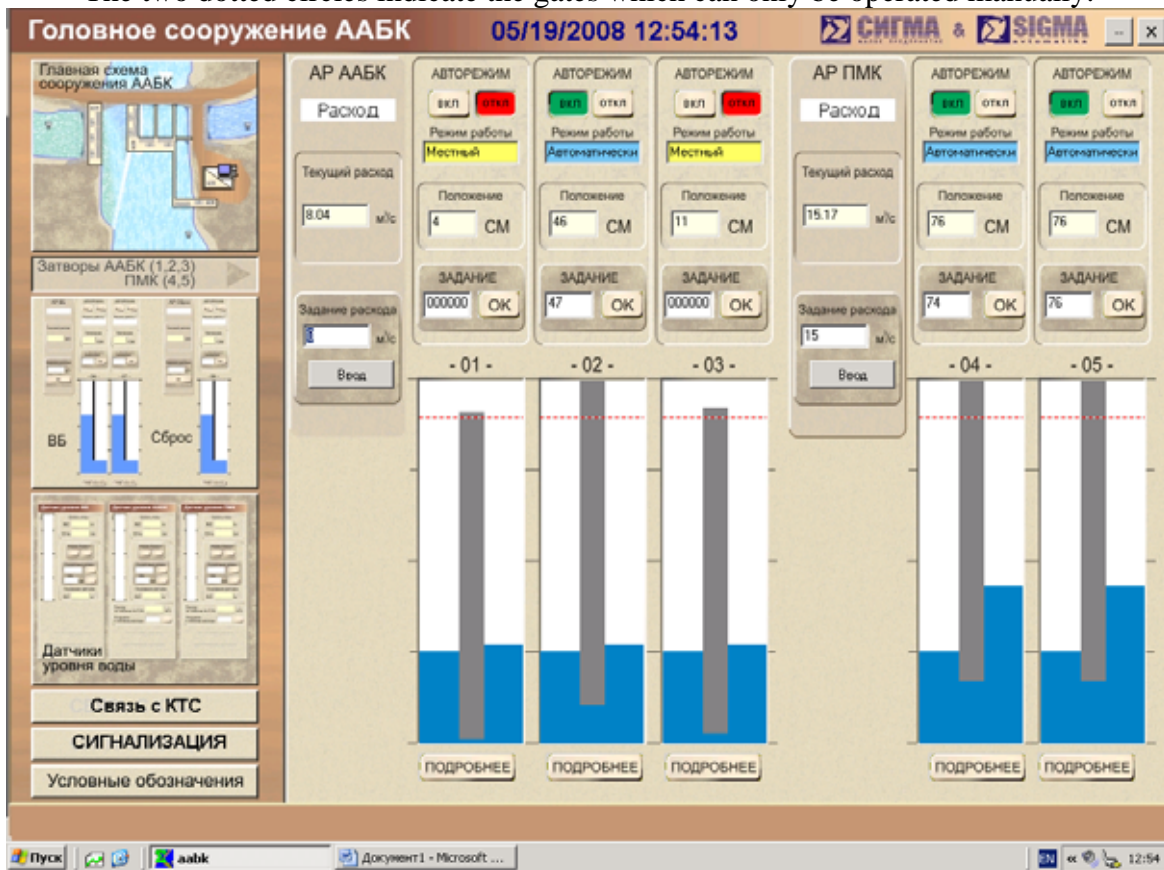 The two dotted circles indicate the gates which can only be operated manually.
Головное сооружение ААБК
05/19/2008 12:54:13
СИГМА & SIGMA
Главная схема
сооружения ААБК
Затворы ААБК (1,2,3)
ПМК (4,5)
ВБ
Сброс
Датчики
уровня воды
Связь с КТС
СИГНАЛИЗАЦИЯ
Условные обозначения
АР ААБК
Расход
Текущий расход
8.04 м³/с
Задание расхода
0 м³/с
Ввод
АВТОРЕЖИМ
вкл откл
Режим работы
Местный
Положение
4 СМ
ЗАДАНИЕ
000000 ОК
- 01 -
ПОДРОБНЕЕ
АВТОРЕЖИМ
вкл откл
Режим работы
Автоматически
Положение
46 СМ
ЗАДАНИЕ
47 ОК
- 02 -
ПОДРОБНЕЕ
АВТОРЕЖИМ
вкл откл
Режим работы
Местный
Положение
11 СМ
ЗАДАНИЕ
000000 ОК
- 03 -
ПОДРОБНЕЕ
АР ПМК
Расход
Текущий расход
15.17 м³/с
Задание расхода
15 м³/с
Ввод
АВТОРЕЖИМ
вкл откл
Режим работы
Автоматически
Положение
76 СМ
ЗАДАНИЕ
74 ОК
- 04 -
ПОДРОБНЕЕ
АВТОРЕЖИМ
вкл откл
Режим работы
Автоматически
Положение
76 СМ
ЗАДАНИЕ
76 ОК
- 05 -
ПОДРОБНЕЕ
Пуск
aabk
Документ1 - Microsoft ...
EN
12:54